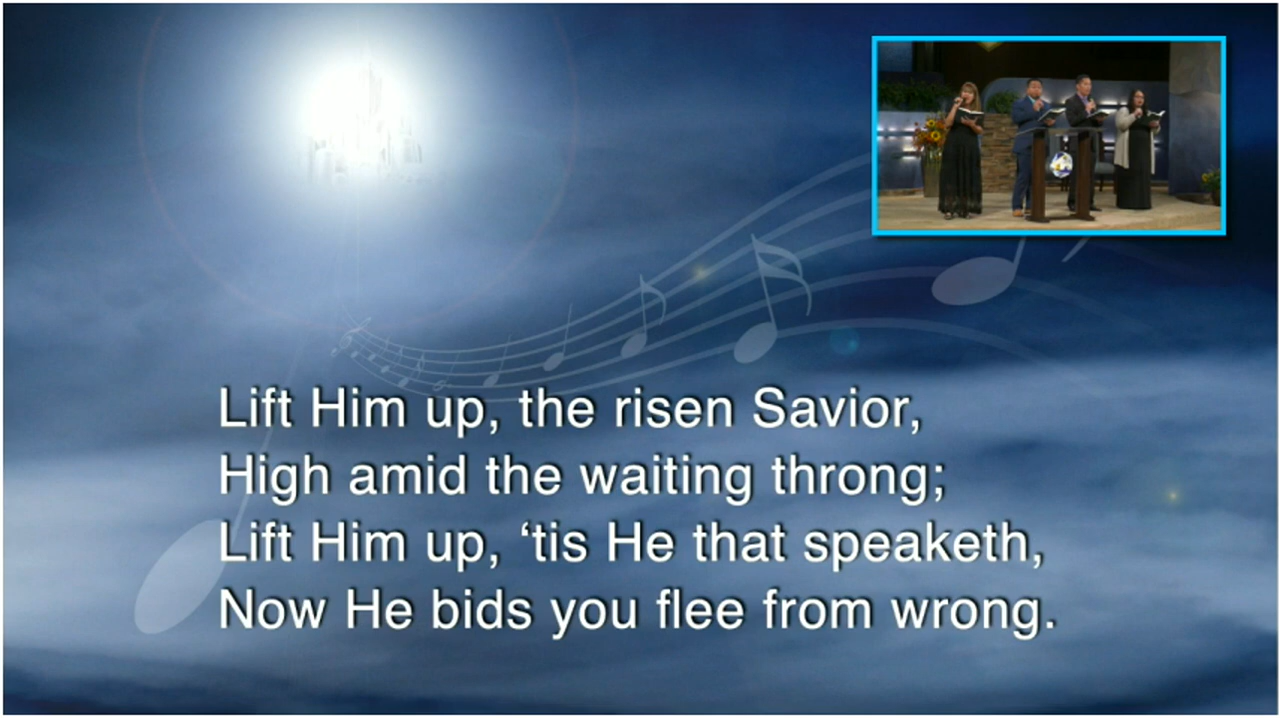 Lift Him up, the risen Savior,
High amid the waiting throng;
Lift Him up, ‘tis He that speaketh,
Now He bids you flee from wrong.